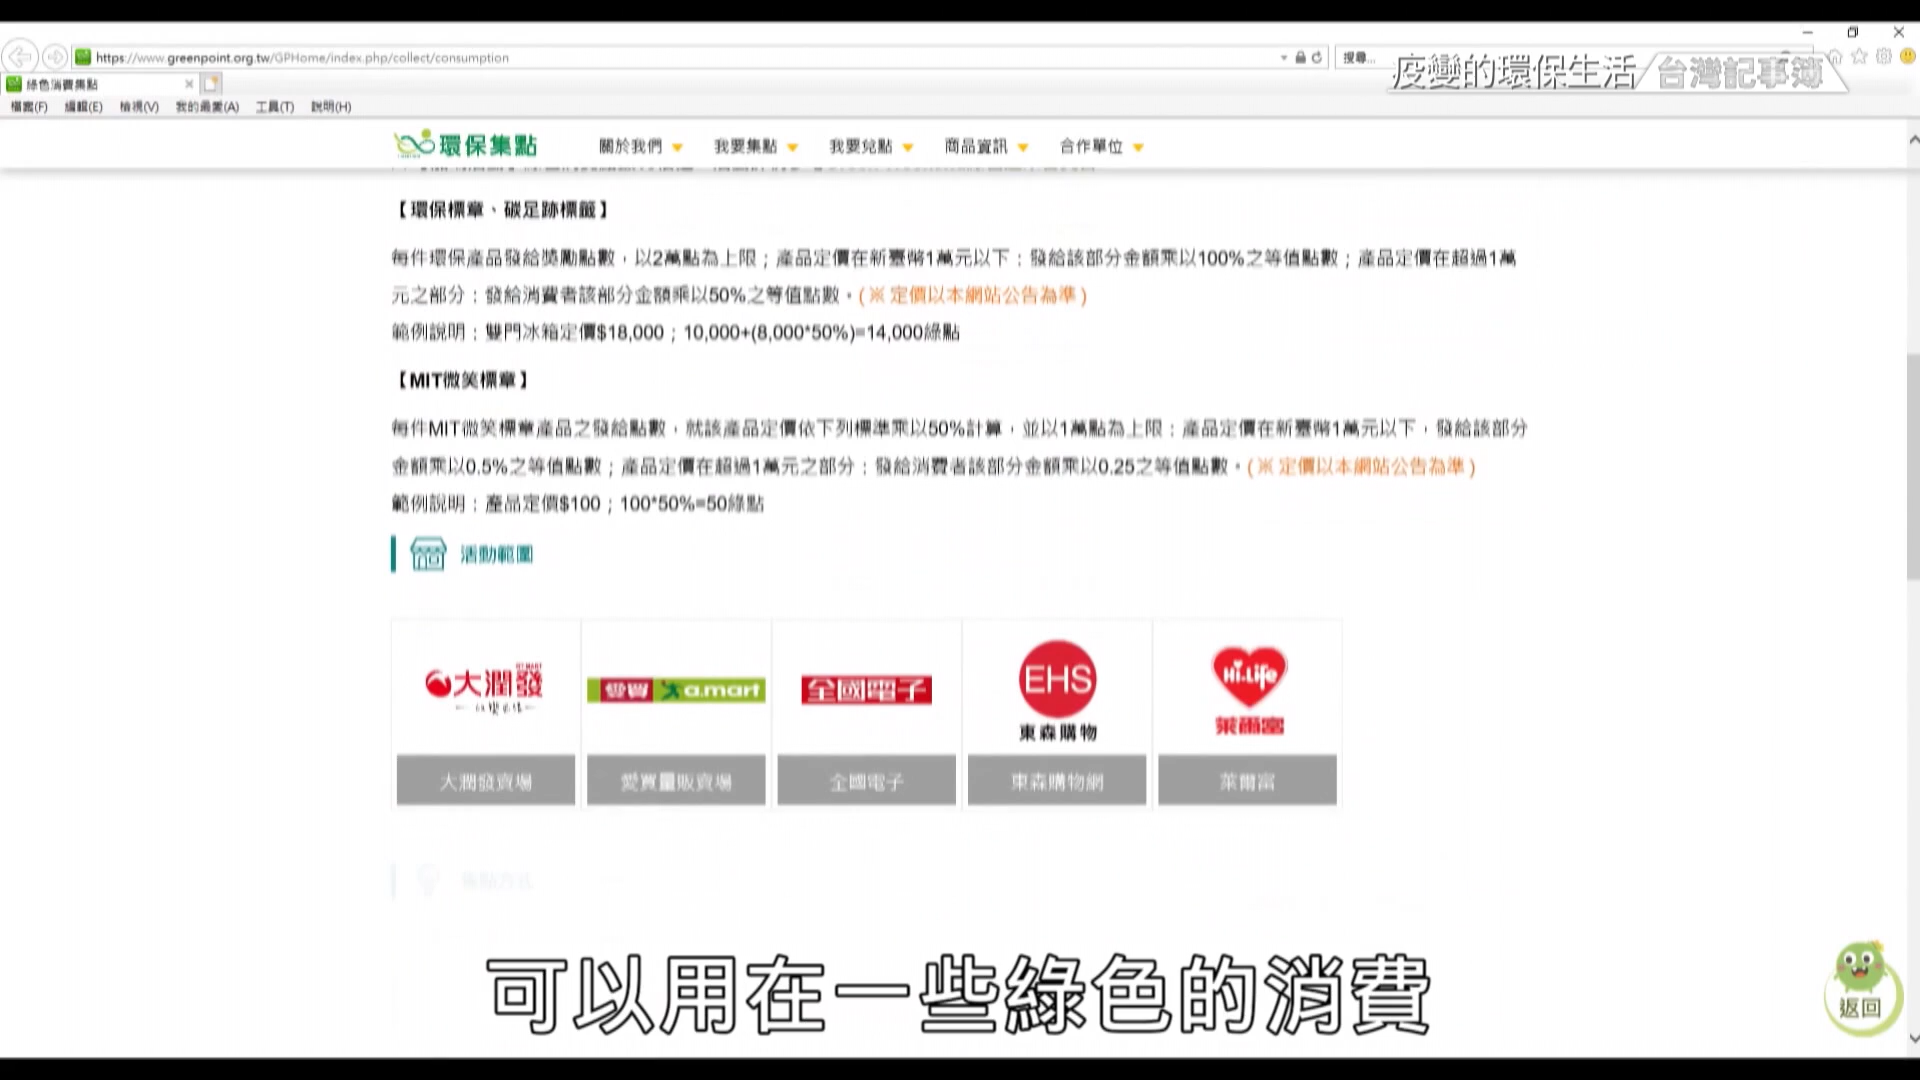 https://www.greenpoint.org.tw/GPHome/index.php/collect/consumption
搜尋...
疫變的環保生活 台灣記事簿
綠色消費集點
檔案(F) 編輯(E) 檢視(V) 我的最愛(A) 工具(T) 說明(H)
環保集點 關於我們 我要集點 我要兌點 商品資訊 合作單位
【環保標章、碳足跡標籤】
每件環保產品發給獎勵點數，以2萬點為上限；產品定價在新臺幣1萬元以下：發給該部分金額乘以100%之等值點數；產品定價在超過1萬
元之部分：發給消費者該部分金額乘以50%之等值點數。(※ 定價以本網站公告為準)
範例說明：雙門冰箱定價$18,000；10,000+(8,000*50%)=14,000綠點
【MIT微笑標章】
每件MIT微笑標章產品之發給點數，就該產品定價依下列標準乘以50%計算，並以1萬點為上限：產品定價在新臺幣1萬元以下，發給該部分
金額乘以0.5%之等值點數；產品定價在超過1萬元之部分：發給消費者該部分金額乘以0.25之等值點數。(※ 定價以本網站公告為準)
範例說明：產品定價$100；100*50%=50綠點
活動範圍
大潤發 愛買 a.mart 全國電子 EHS 東森購物 Hi-Life 萊爾富
大潤發賣場 愛買量販賣場 全國電子 東森購物網 萊爾富
集點方式
可以用在一些綠色的消費
返回